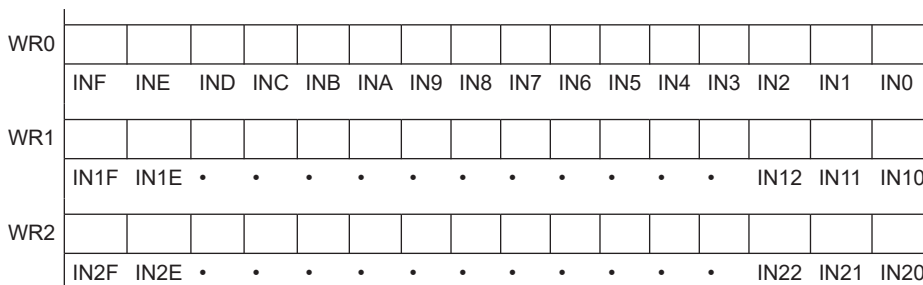 WR0
INF INE IND INC INB INA IN9 IN8 IN7 IN6 IN5 IN4 IN3 IN2 IN1 IN0
WR1
IN1F IN1E • • • • • • • • • • • IN12 IN11 IN10
WR2
IN2F IN2E • • • • • • • • • • • IN22 IN21 IN20